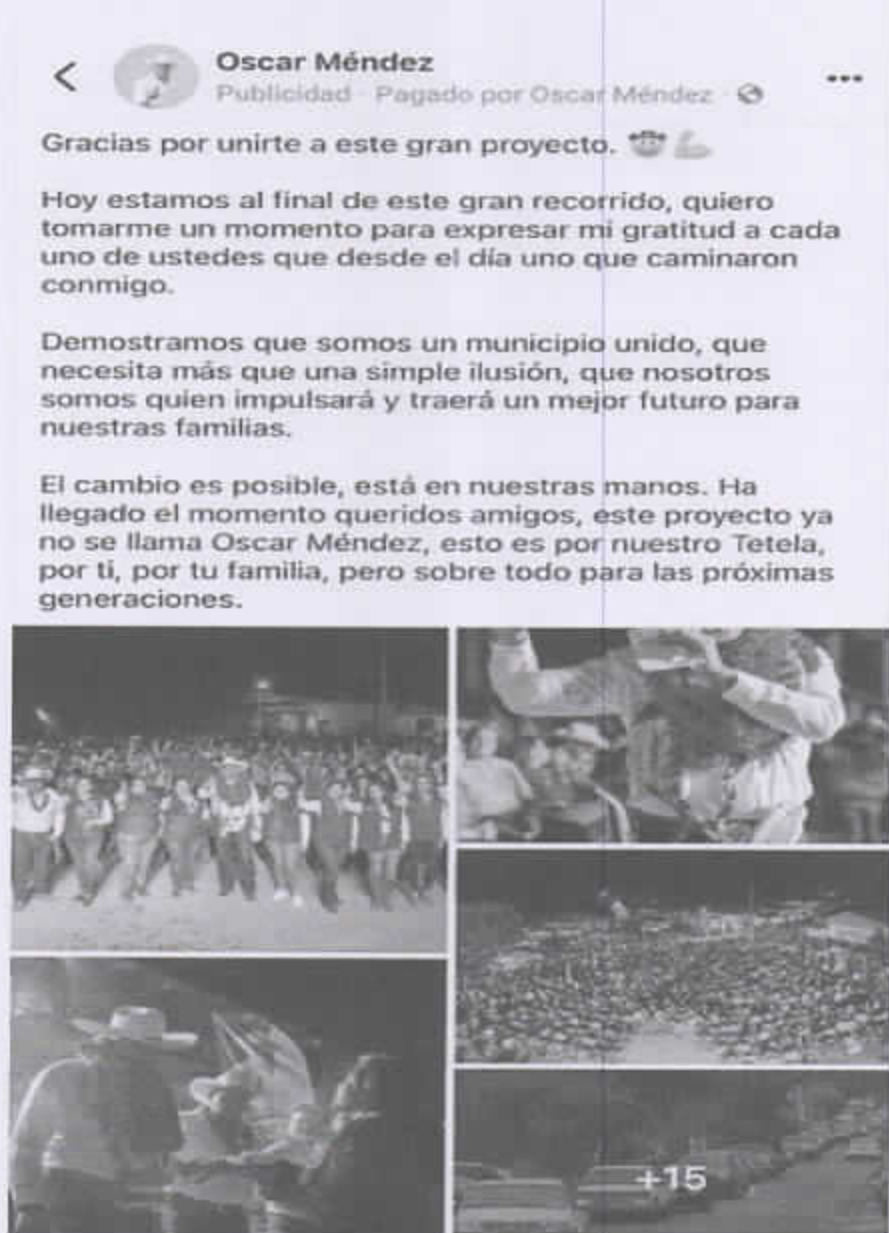 Oscar Méndez
Publicidad · Pagado por Oscar Méndez ·
Gracias por unirte a este gran proyecto. 🤠💪
Hoy estamos al final de este gran recorrido, quiero
tomarme un momento para expresar mi gratitud a cada
uno de ustedes que desde el día uno que caminaron
conmigo.
Demostramos que somos un municipio unido, que
necesita más que una simple ilusión, que nosotros
somos quien impulsará y traerá un mejor futuro para
nuestras familias.
El cambio es posible, está en nuestras manos. Ha
llegado el momento queridos amigos, este proyecto ya
no se llama Oscar Méndez, esto es por nuestro Tetela,
por ti, por tu familia, pero sobre todo para las próximas
generaciones.
+15